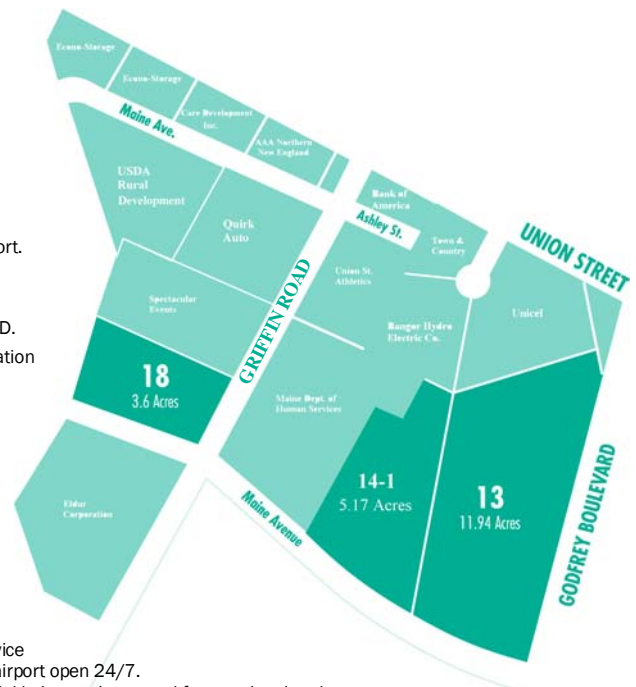 Econo-Storage
Econo-Storage
Care Development
Inc.
AAA Northern
New England
Maine Ave.
USDA
Rural
Development
Quirk
Auto
Bank of
America
Ashley St.
Town &
Country
UNION STREET
ort.
Union St.
Athletics
GRIFFIN ROAD
Spectacular
Events
Unicel
D.
Bangor Hydro
Electric Co.
ation
18
3.6 Acres
Maine Dept. of
Human Services
14-1
5.17 Acres
13
11.94 Acres
GODFREY BOULEVARD
Maine Avenue
Corporation
vice
airport open 24/7.